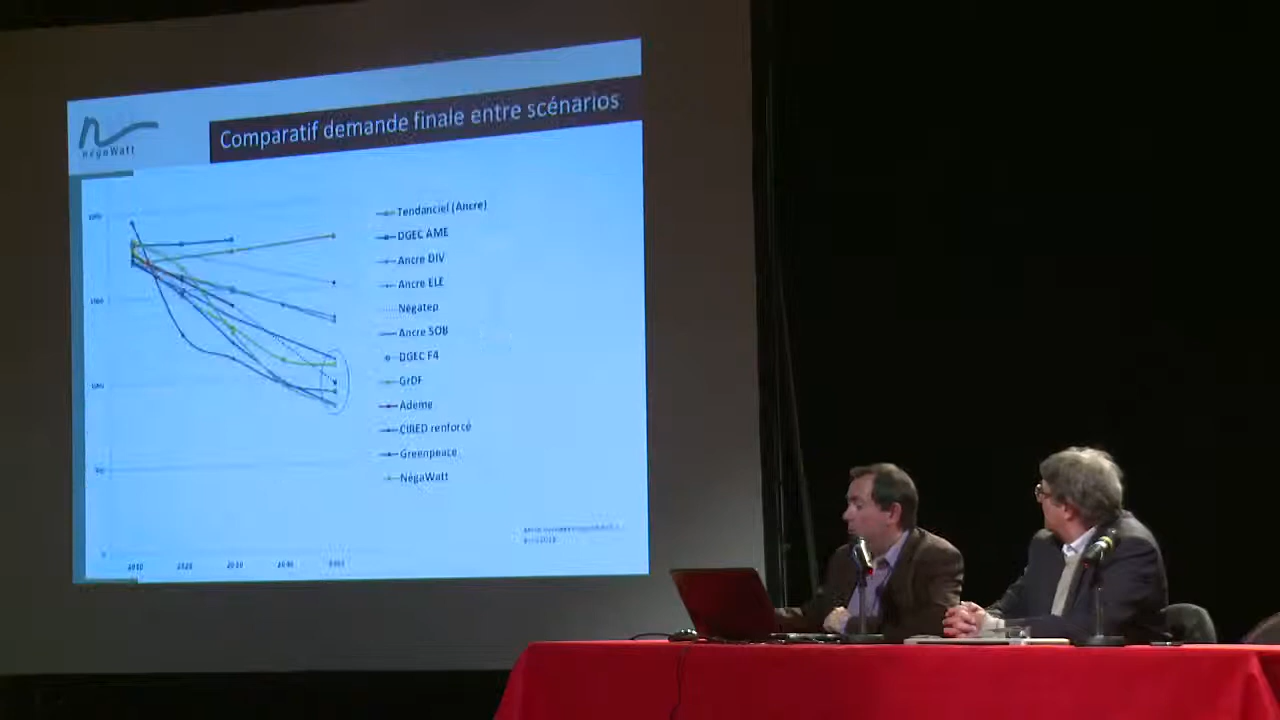 négaWatt
Comparatif demande finale entre scénarios
Tendanciel (Ancre)
DGEC AME
Ancre DIV
Ancre ELE
Négatep
Ancre SOB
DGEC F4
GrDF
Ademe
CIRED renforcé
Greenpeace
NégaWatt
2010 2020 2030 2040